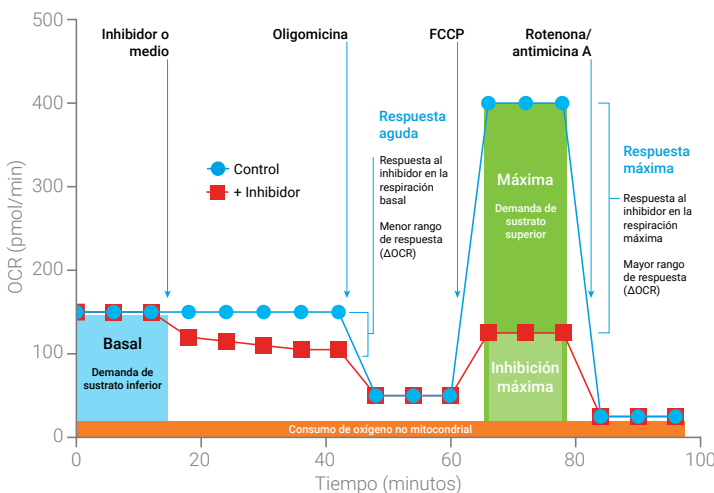 500
400
300
200
100
0
OCR (pmol/min)
Inhibidor o
medio
Oligomicina
FCCP
Rotenona/
antimicina A
Control
+ Inhibidor
Respuesta
aguda
Respuesta al
inhibidor en la
respiración
basal
Menor rango
de respuesta
(ΔOCR)
Máxima
Demanda de
sustrato
superior
Inhibición
máxima
Respuesta
máxima
Respuesta al
inhibidor en la
respiración
máxima
Mayor rango
de respuesta
(ΔOCR)
Basal
Demanda de
sustrato inferior
Consumo de oxígeno no mitocondrial
0
20
40
60
80
100
Tiempo (minutos)